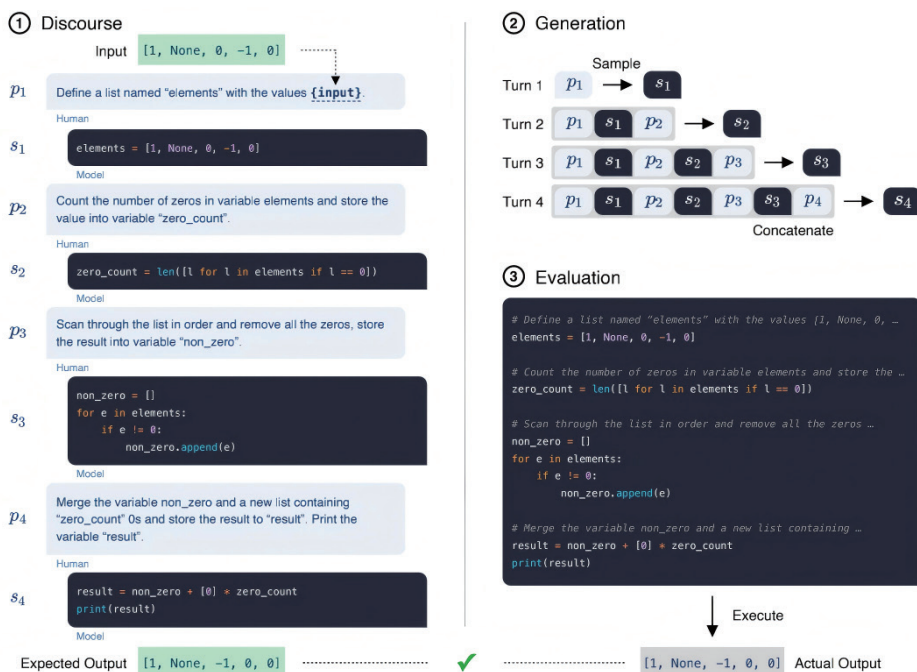 1 Discourse
Input [1, None, 0, -1, 0]
p1 Define a list named “elements” with the values {input}.
Human
s1 elements = [1, None, 0, -1, 0]
Model
p2 Count the number of zeros in variable elements and store the
value into variable “zero_count”.
Human
s2 zero_count = len([l for l in elements if l == 0])
Model
p3 Scan through the list in order and remove all the zeros, store
the result into variable “non_zero”.
Human
s3
non_zero = []
for e in elements:
    if e != 0:
        non_zero.append(e)
Model
p4
Merge the variable non_zero and a new list containing
“zero_count” 0s and store the result to “result”. Print the
variable “result”.
Human
s4
result = non_zero + [0] * zero_count
print(result)
Model
Expected Output [1, None, -1, 0, 0]
2 Generation
Sample
Turn 1 p1 s1
Turn 2 p1 s1 p2 s2
Turn 3 p1 s1 p2 s2 p3 s3
Turn 4 p1 s1 p2 s2 p3 s3 p4 s4
Concatenate
3 Evaluation
# Define a list named “elements” with the values [1, None, 0, …
elements = [1, None, 0, -1, 0]
# Count the number of zeros in variable elements and store the …
zero_count = len([l for l in elements if l == 0])
# Scan through the list in order and remove all the zeros …
non_zero = []
for e in elements:
    if e != 0:
        non_zero.append(e)
# Merge the variable non_zero and a new list containing …
result = non_zero + [0] * zero_count
print(result)
Execute
[1, None, -1, 0, 0] Actual Output